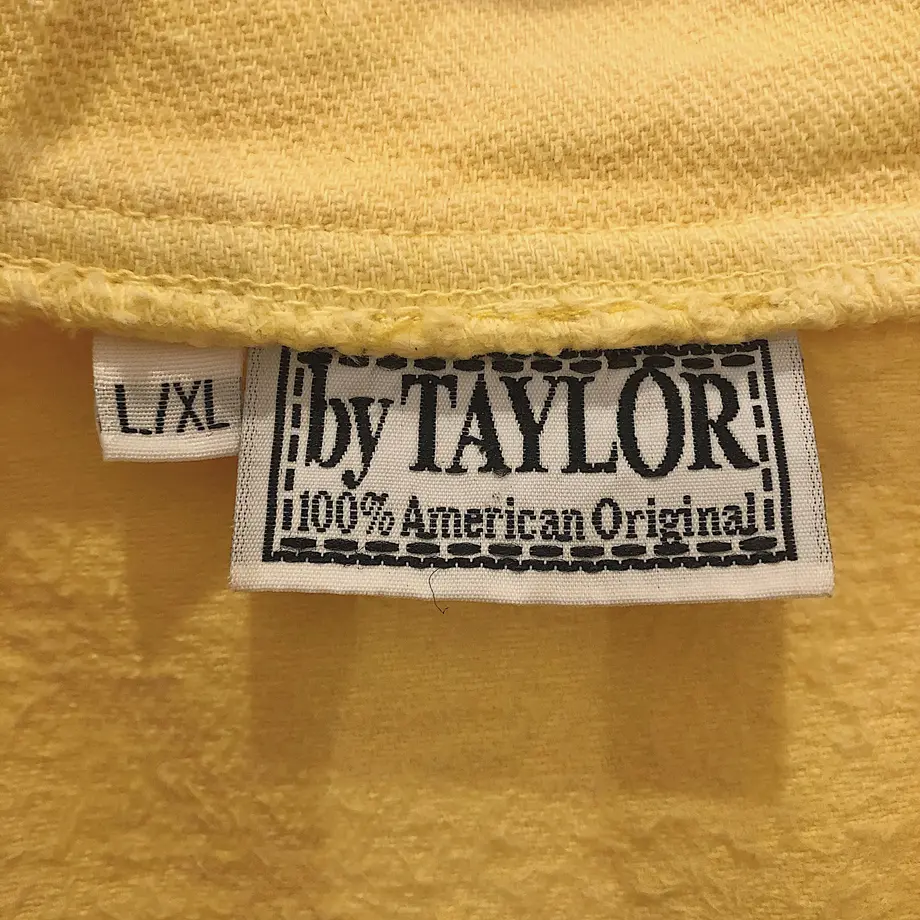 L/XL
by TAYLOR
100% American Original